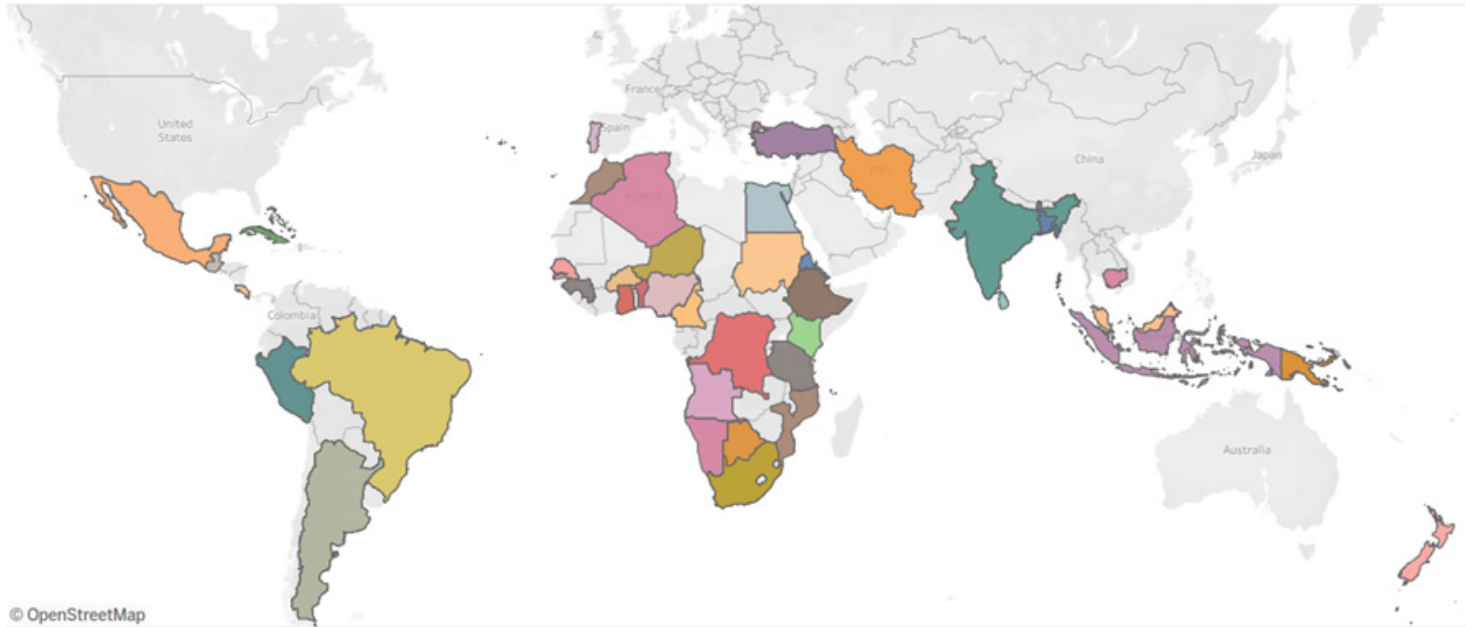 France
Spain
United
States
China
Japan
Iran
Algeria
Colombia
Australia
© OpenStreetMap